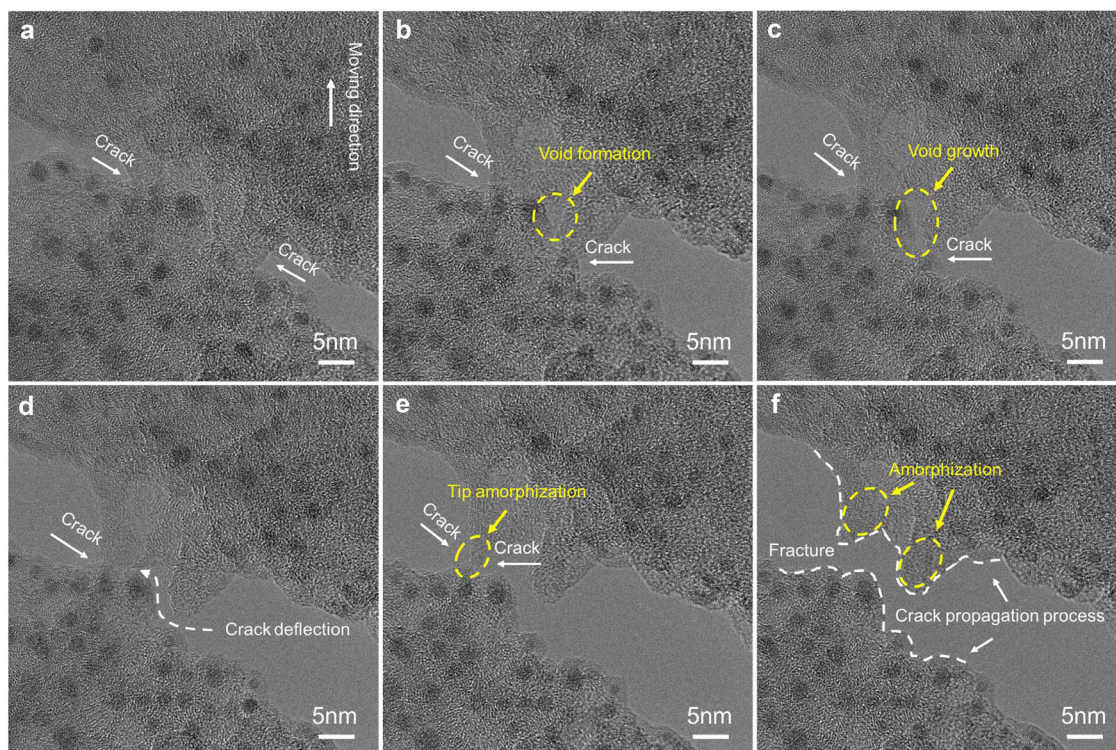 a
Moving direction
Crack
Crack
5nm
b
Crack
Void formation
Crack
5nm
c
Crack
Void growth
Crack
5nm
d
Crack
Crack deflection
5nm
e
Tip amorphization
Crack
Crack
5nm
f
Amorphization
Fracture
Crack propagation process
5nm